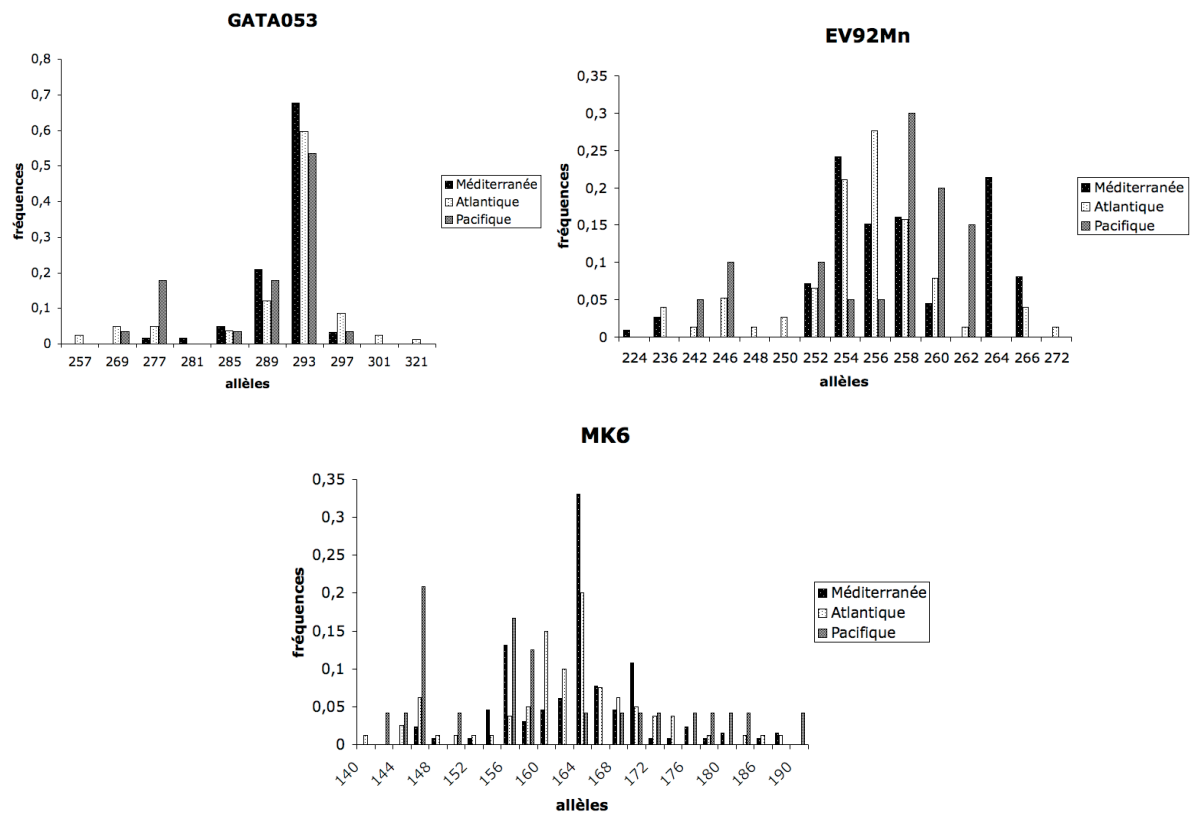 GATA053
0,8
0,7
0,6
0,5
0,4
0,3
0,2
0,1
0
fréquences
257 269 277 281 285 289 293 297 301 321
allèles
Méditerranée
Atlantique
Pacifique
EV92Mn
0,35
0,3
0,25
0,2
0,15
0,1
0,05
0
fréquences
224 236 242 246 248 250 252 254 256 258 260 262 264 266 272
allèles
Méditerranée
Atlantique
Pacifique
MK6
0,35
0,3
0,25
0,2
0,15
0,1
0,05
0
fréquences
140 144 148 152 156 160 164 168 172 176 180 186 190
allèles
Méditerranée
Atlantique
Pacifique